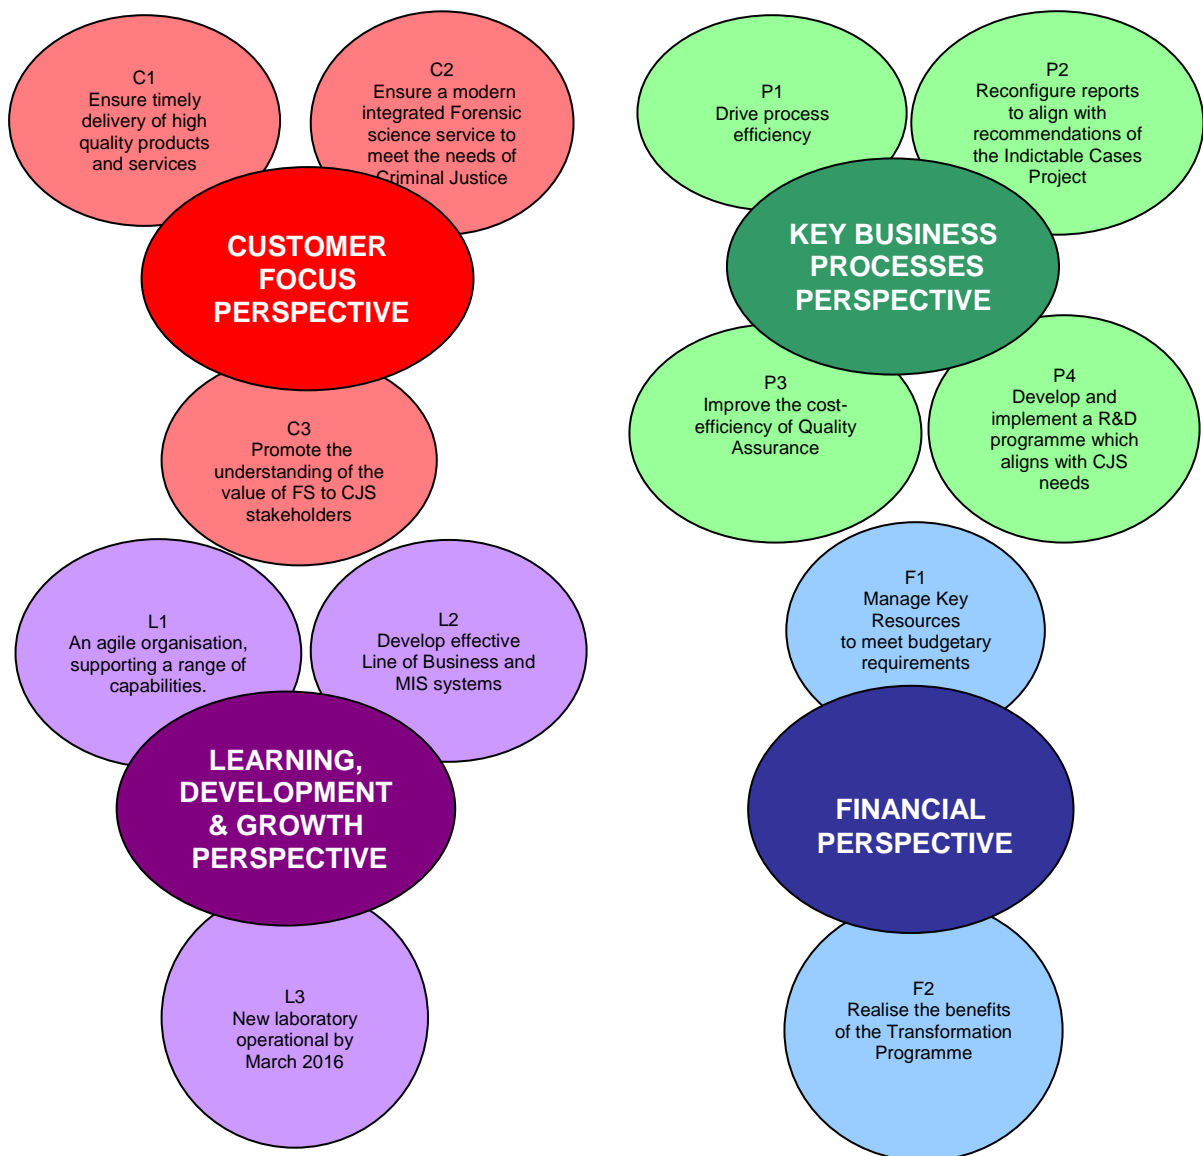 C1
Ensure timely
delivery of high
quality products
and services
C2
Ensure a modern
integrated Forensic
science service to
meet the needs of
Criminal Justice
CUSTOMER
FOCUS
PERSPECTIVE
C3
Promote the
understanding of the
value of FS to CJS
stakeholders
P1
Drive process
efficiency
P2
Reconfigure reports
to align with
recommendations of
the Indictable Cases
Project
KEY BUSINESS
PROCESSES
PERSPECTIVE
P3
Improve the cost-
efficiency of Quality
Assurance
P4
Develop and
implement a R&D
programme which
aligns with CJS
needs
L1
An agile organisation,
supporting a range of
capabilities.
L2
Develop effective
Line of Business and
MIS systems
LEARNING,
DEVELOPMENT
& GROWTH
PERSPECTIVE
L3
New laboratory
operational by
March 2016
F1
Manage Key
Resources
to meet budgetary
requirements
FINANCIAL
PERSPECTIVE
F2
Realise the benefits
of the Transformation
Programme